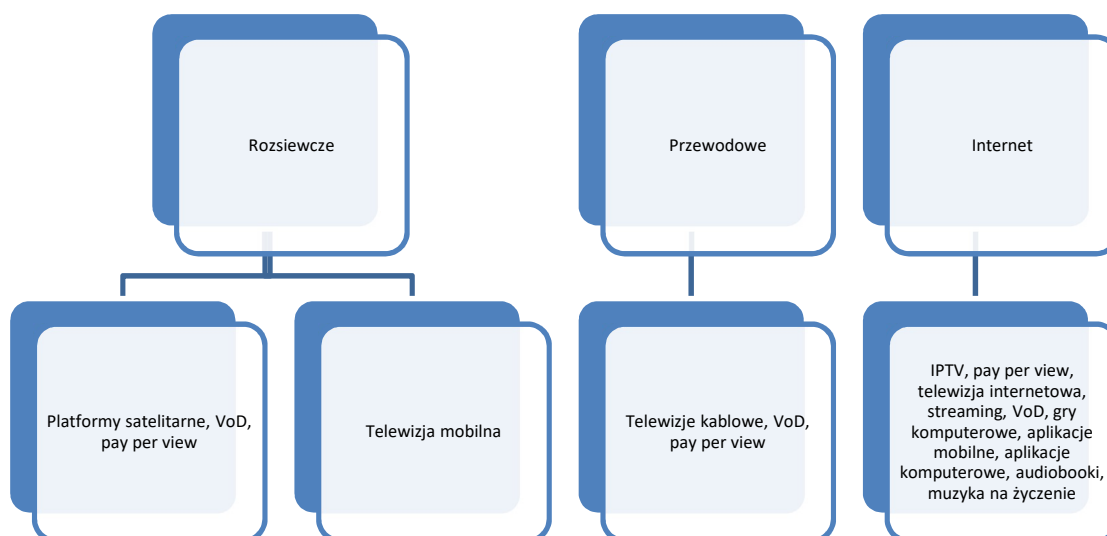 Rozsiewcze
Przewodowe
Internet
Platformy satelitarne, VoD,
pay per view
Telewizja mobilna
Telewizje kablowe, VoD,
pay per view
IPTV, pay per view,
telewizja internetowa,
streaming, VoD, gry
komputerowe, aplikacje
mobilne, aplikacje
komputerowe, audiobooki,
muzyka na życzenie